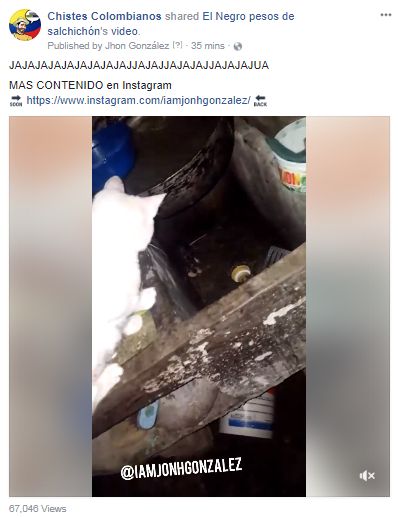 Chistes Colombianos shared El Negro pesos de
salchichón's video.
Published by Jhon González [?] · 35 mins ·
JAJAJAJAJAJAJAJAJAJJAJAJJAJAJAJJAJAJAJUA
MAS CONTENIDO en Instagram
SOON https://www.instagram.com/iamjonhgonzalez/ BACK
@IAMJONHGONZALEZ
67,046 Views